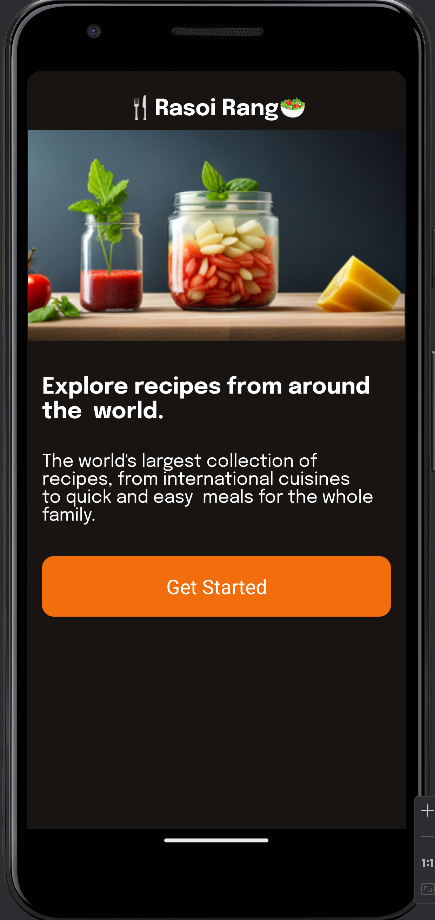 🍴Rasoi Rang🥗
Explore recipes from around
the  world.
The world's largest collection of
recipes, from international cuisines
to quick and easy  meals for the whole
family.
Get Started
1:1